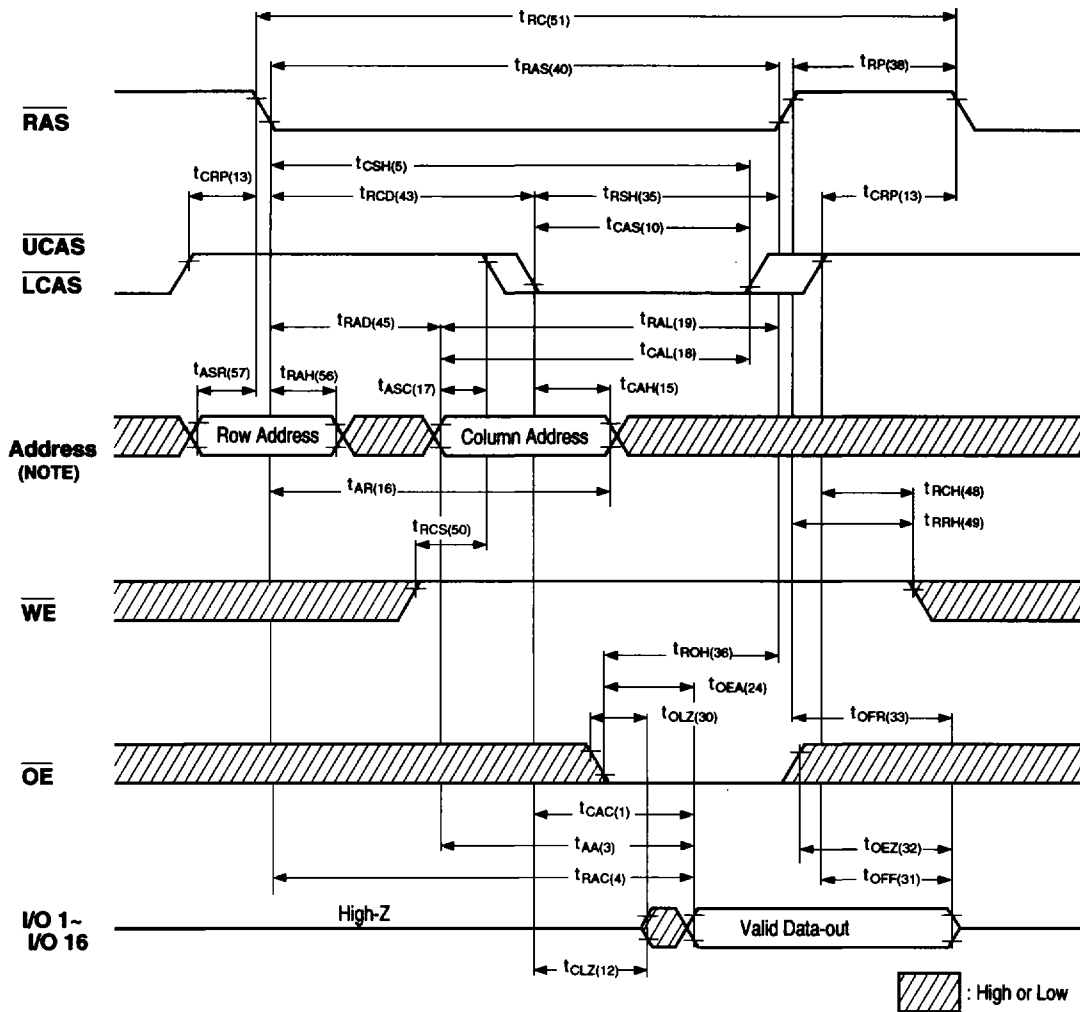 tRC(51)
tRAS(40)
tRP(38)
RAS
tCSH(5)
tCRP(13)
tRCD(43)
tRSH(35)
tCRP(13)
tCAS(10)
UCAS
LCAS
tRAD(45)
tRAL(19)
tCAL(18)
tASR(57)
tRAH(56)
tASC(17)
tCAH(15)
Address
(NOTE)
Row Address
Column Address
tAR(16)
tRCH(48)
tRCS(50)
tRRH(49)
WE
tROH(36)
tOEA(24)
tOLZ(30)
tOFR(33)
OE
tCAC(1)
tAA(3)
tOEZ(32)
tRAC(4)
tOFF(31)
I/O 1~
I/O 16
High-Z
Valid Data-out
tCLZ(12)
: High or Low